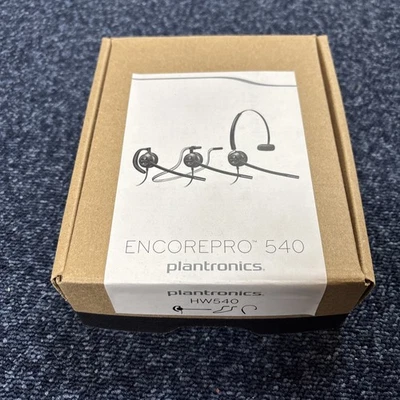 ENCOREPRO™ 540
plantronics.
plantronics.
HW540